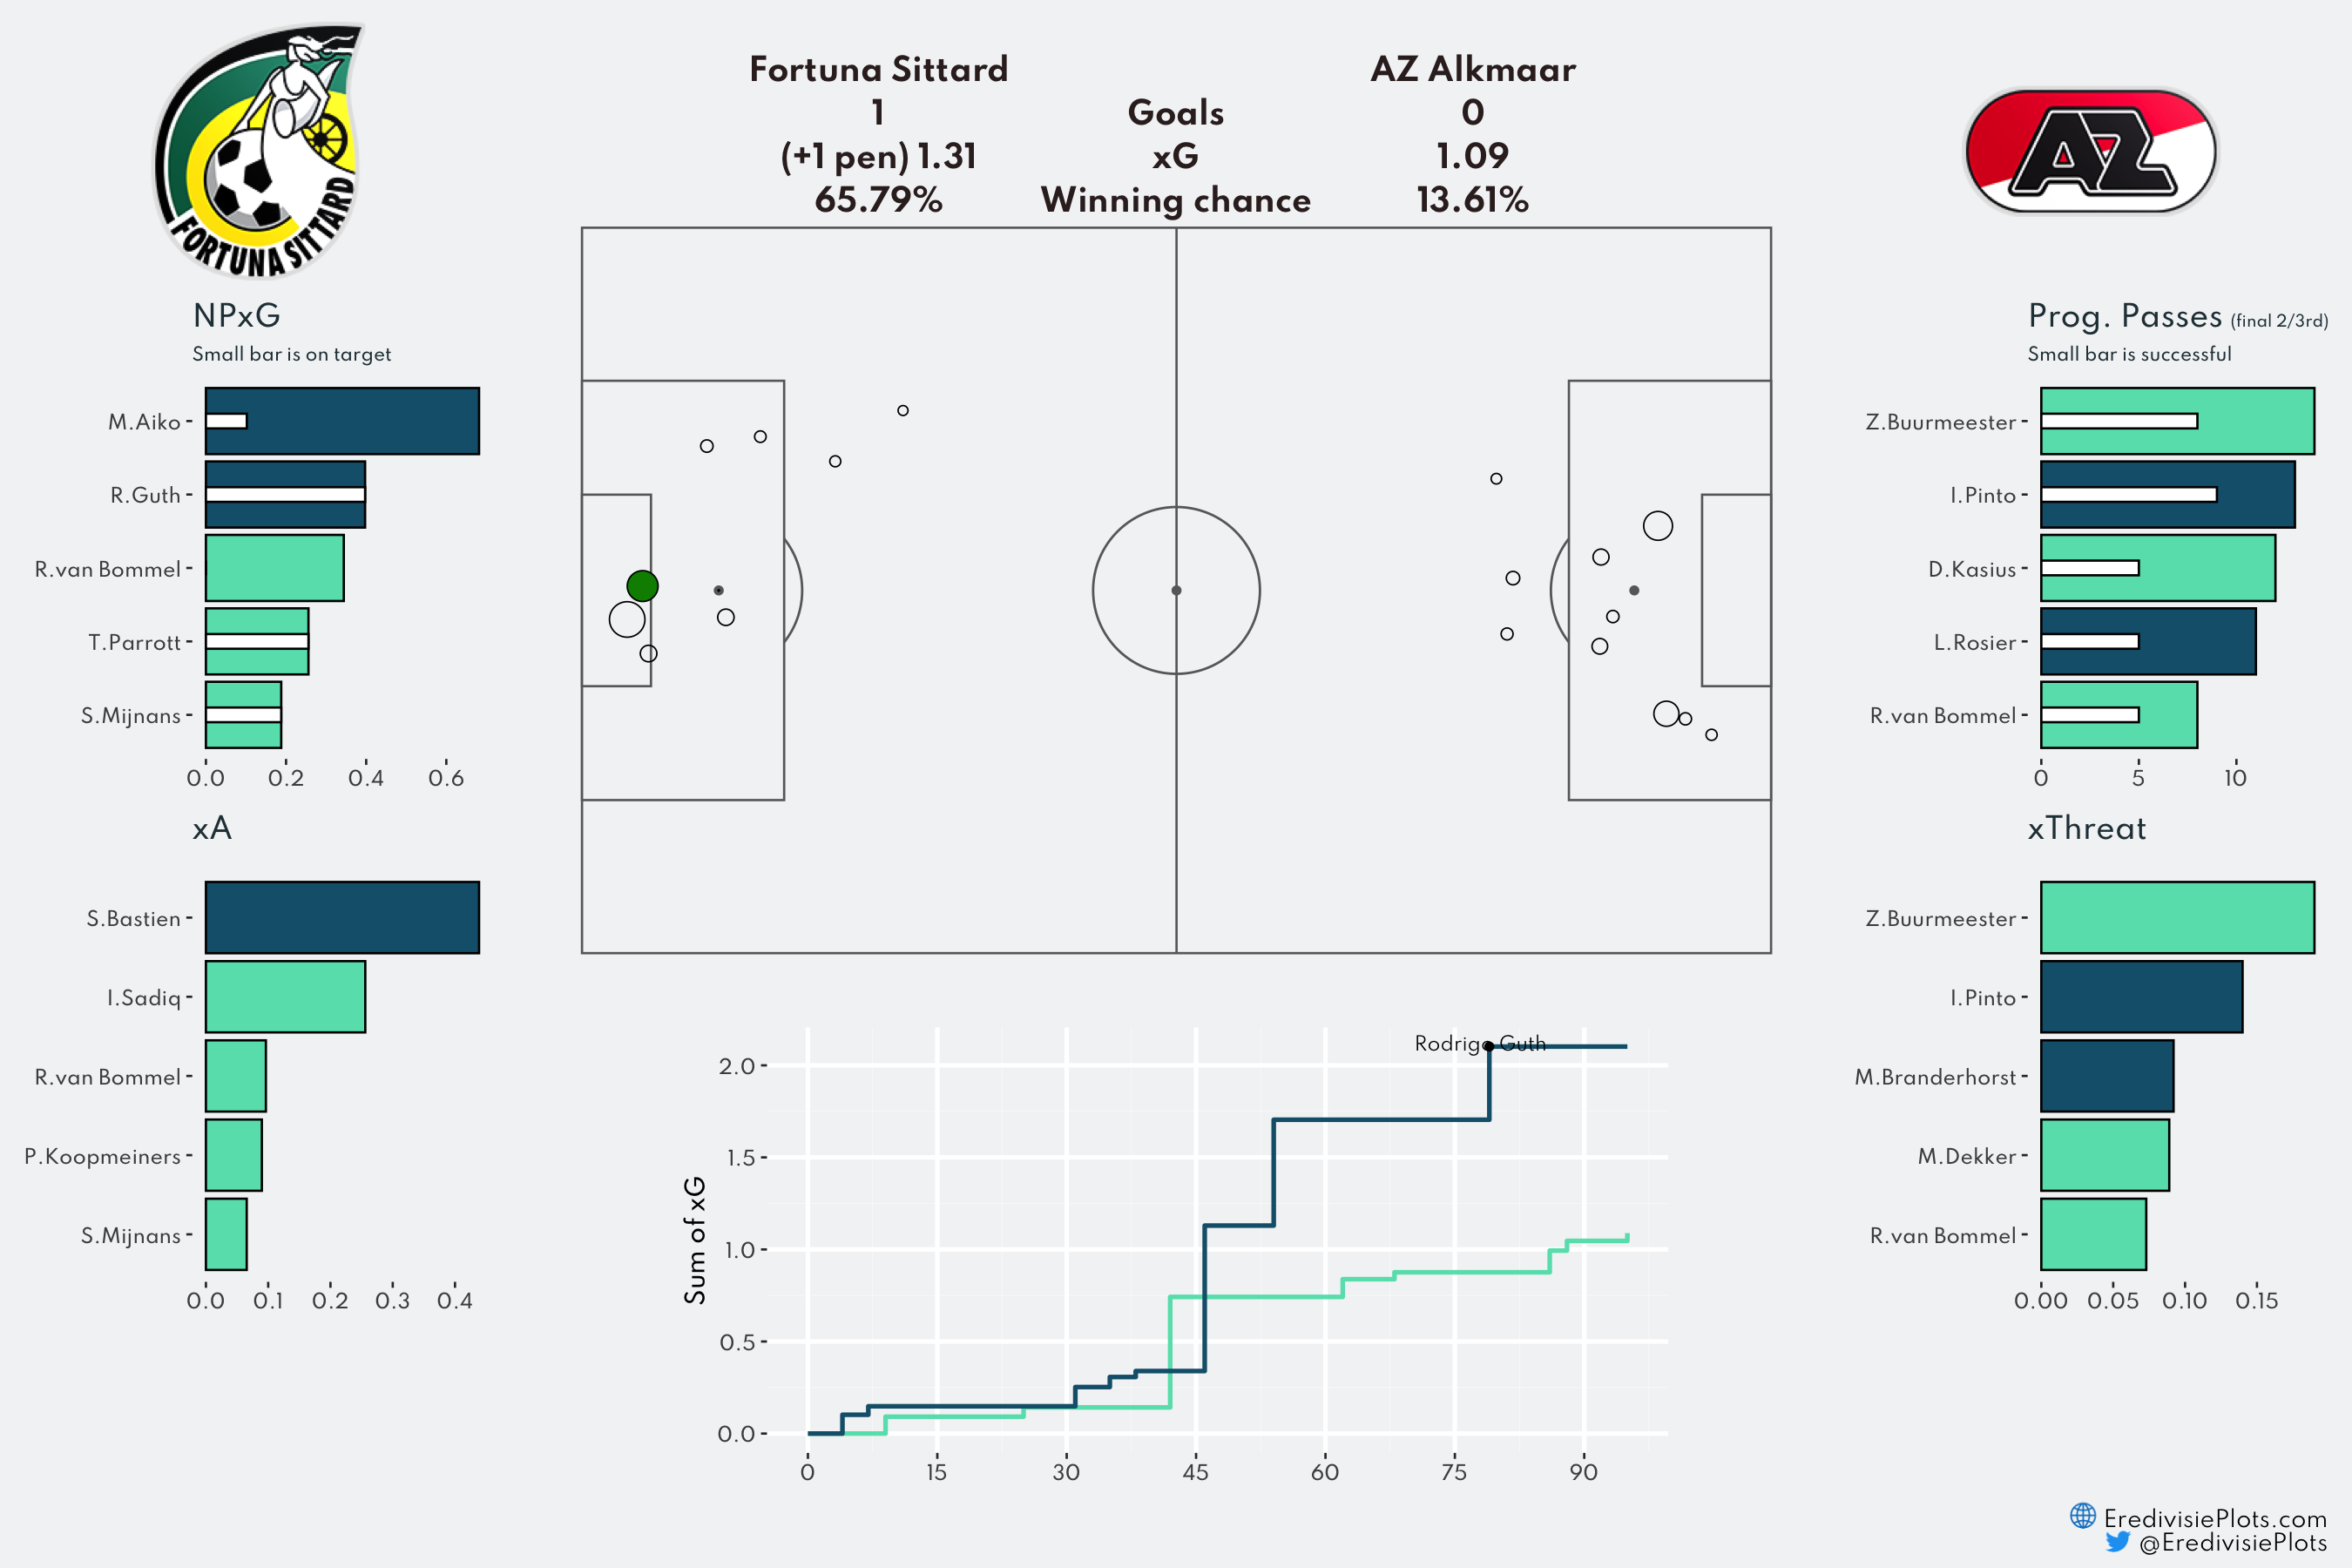 FORTUNA SITTARD
Fortuna Sittard AZ Alkmaar
1 Goals 0
(+1 pen) 1.31 xG 1.09
65.79% Winning chance 13.61%
AZ
NPxG
Small bar is on target
M.Aiko
R.Guth
R.van Bommel
T.Parrott
S.Mijnans
0.0 0.2 0.4 0.6
xA
S.Bastien
I.Sadiq
R.van Bommel
P.Koopmeiners
S.Mijnans
0.0 0.1 0.2 0.3 0.4
Rodrigo Guth
Sum of xG
2.0
1.5
1.0
0.5
0.0
0 15 30 45 60 75 90
Prog. Passes (final 2/3rd)
Small bar is successful
Z.Buurmeester
I.Pinto
D.Kasius
L.Rosier
R.van Bommel
0 5 10
xThreat
Z.Buurmeester
I.Pinto
M.Branderhorst
M.Dekker
R.van Bommel
0.00 0.05 0.10 0.15
EredivisiePlots.com
@EredivisiePlots